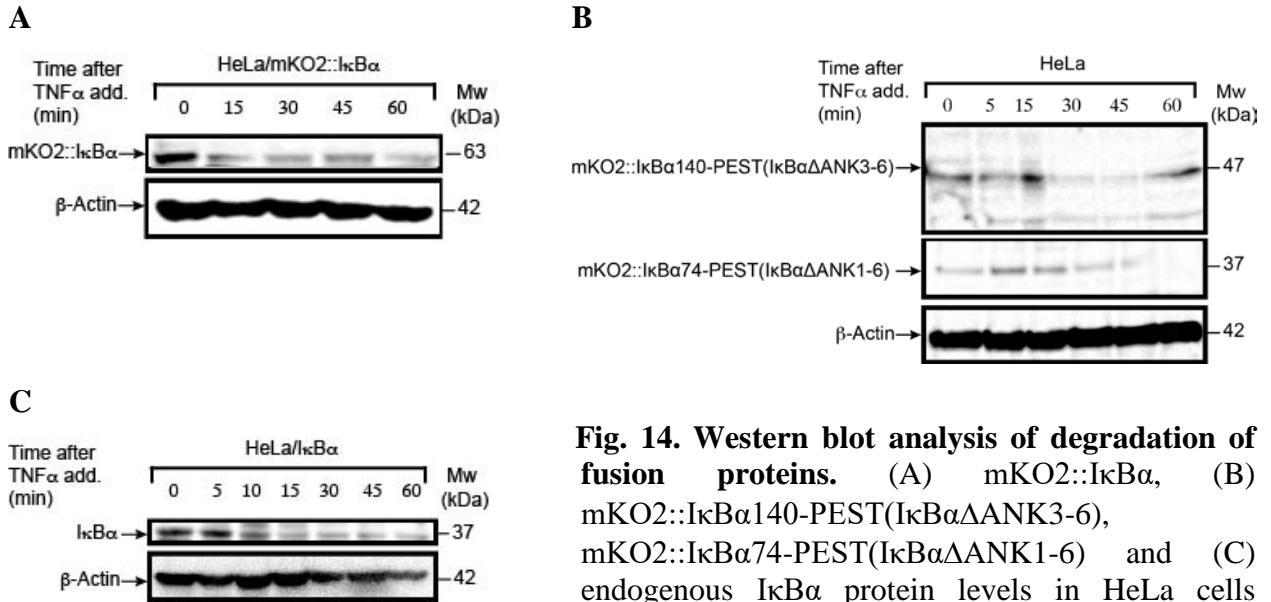 A
Time after
TNFα add.
(min)
HeLa/mKO2::IκBα
0 15 30 45 60
Mw
(kDa)
mKO2::IκBα
63
β-Actin
42
B
Time after
TNFα add.
(min)
HeLa
0 5 15 30 45 60
Mw
(kDa)
mKO2::IκBα140-PEST(IκBαΔANK3-6)
47
mKO2::IκBα74-PEST(IκBαΔANK1-6)
37
β-Actin
42
C
Time after
TNFα add.
(min)
HeLa/IκBα
0 5 10 15 30 45 60
Mw
(kDa)
IκBα
37
β-Actin
42
Fig. 14. Western blot analysis of degradation of
fusion proteins. (A) mKO2::IκBα, (B)
mKO2::IκBα140-PEST(IκBαΔANK3-6),
mKO2::IκBα74-PEST(IκBαΔANK1-6) and (C)
endogenous IκBα protein levels in HeLa cells